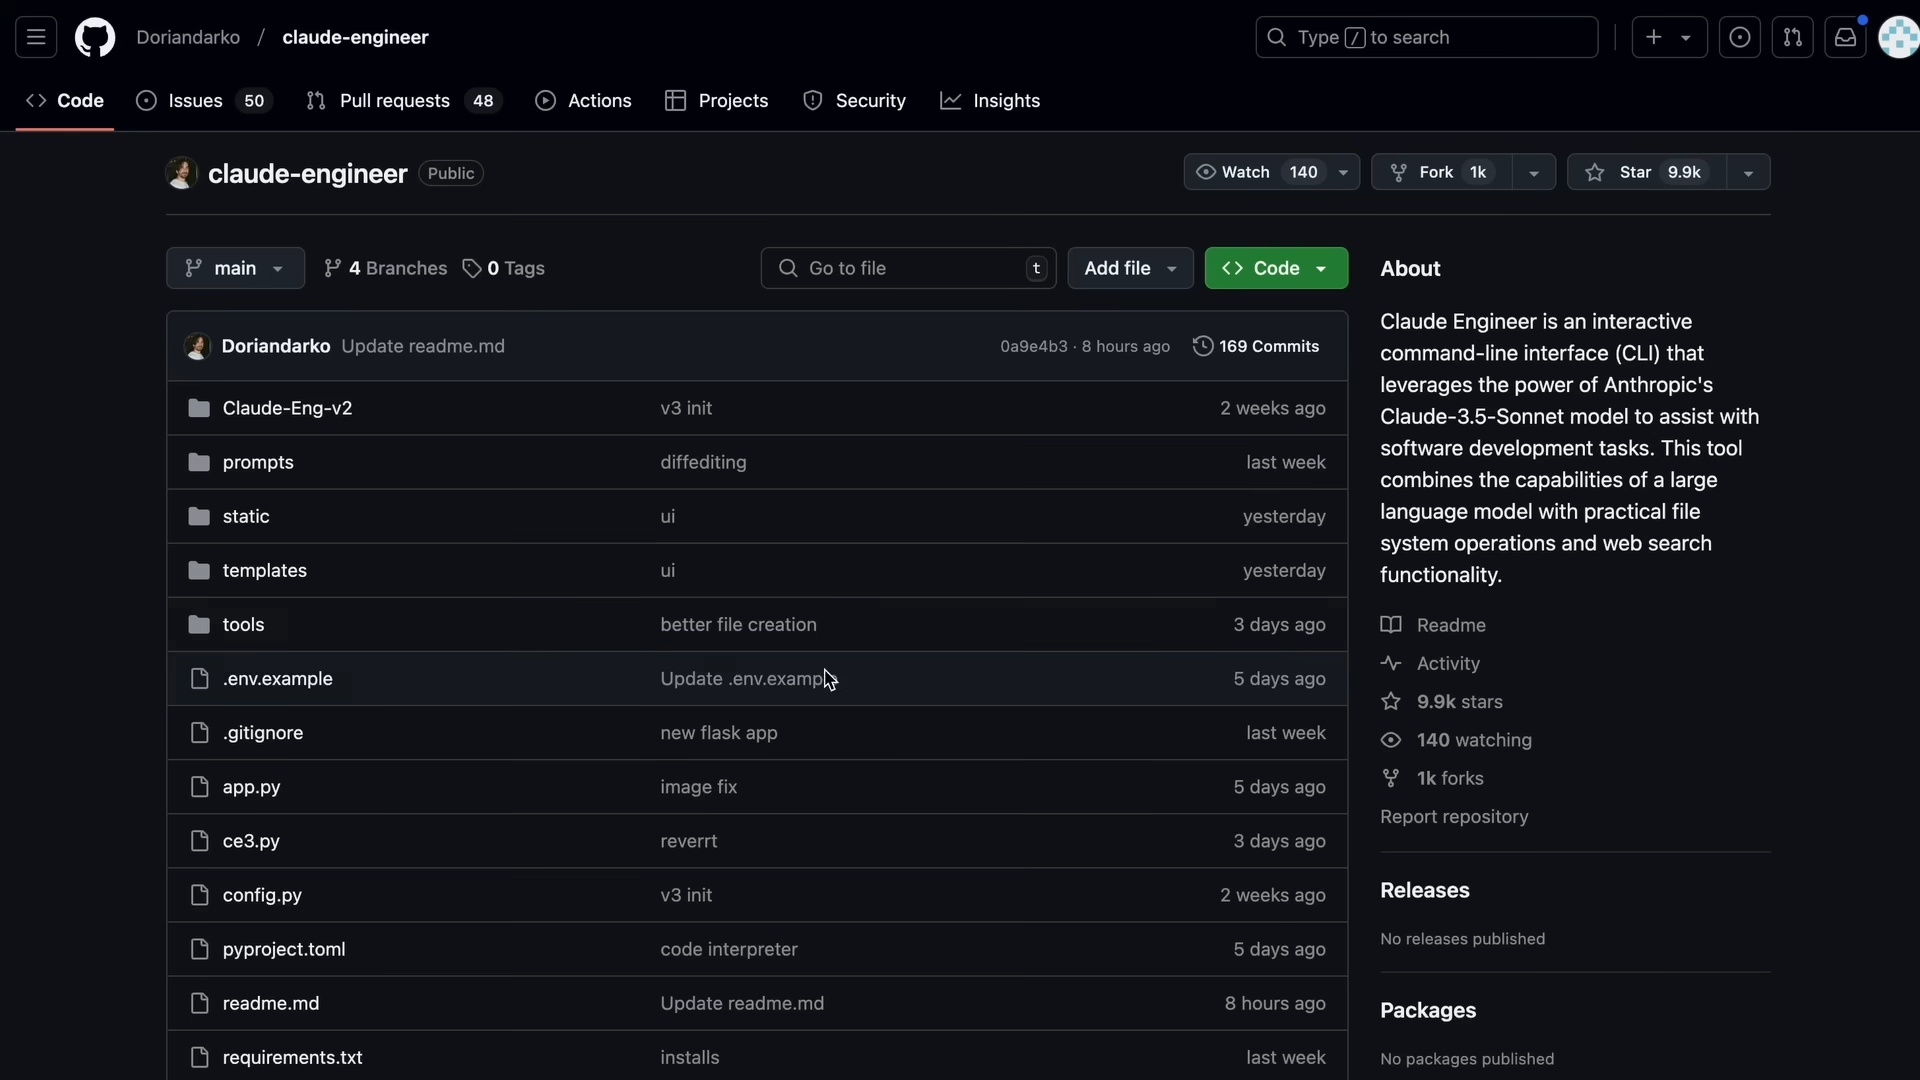 Doriandarko / claude-engineer
Type / to search
Code
Issues 50
Pull requests 48
Actions
Projects
Security
Insights
claude-engineer Public
Watch 140
Fork 1k
Star 9.9k
main
4 Branches
0 Tags
Go to file t
Add file
Code
Doriandarko Update readme.md 0a9e4b3 · 8 hours ago 169 Commits
Claude-Eng-v2 v3 init 2 weeks ago
prompts diffediting last week
static ui yesterday
templates ui yesterday
tools better file creation 3 days ago
.env.example Update .env.example 5 days ago
.gitignore new flask app last week
app.py image fix 5 days ago
ce3.py reverrt 3 days ago
config.py v3 init 2 weeks ago
pyproject.toml code interpreter 5 days ago
readme.md Update readme.md 8 hours ago
requirements.txt installs last week
About
Claude Engineer is an interactive
command-line interface (CLI) that
leverages the power of Anthropic's
Claude-3.5-Sonnet model to assist with
software development tasks. This tool
combines the capabilities of a large
language model with practical file
system operations and web search
functionality.
Readme
Activity
9.9k stars
140 watching
1k forks
Report repository
Releases
No releases published
Packages
No packages published